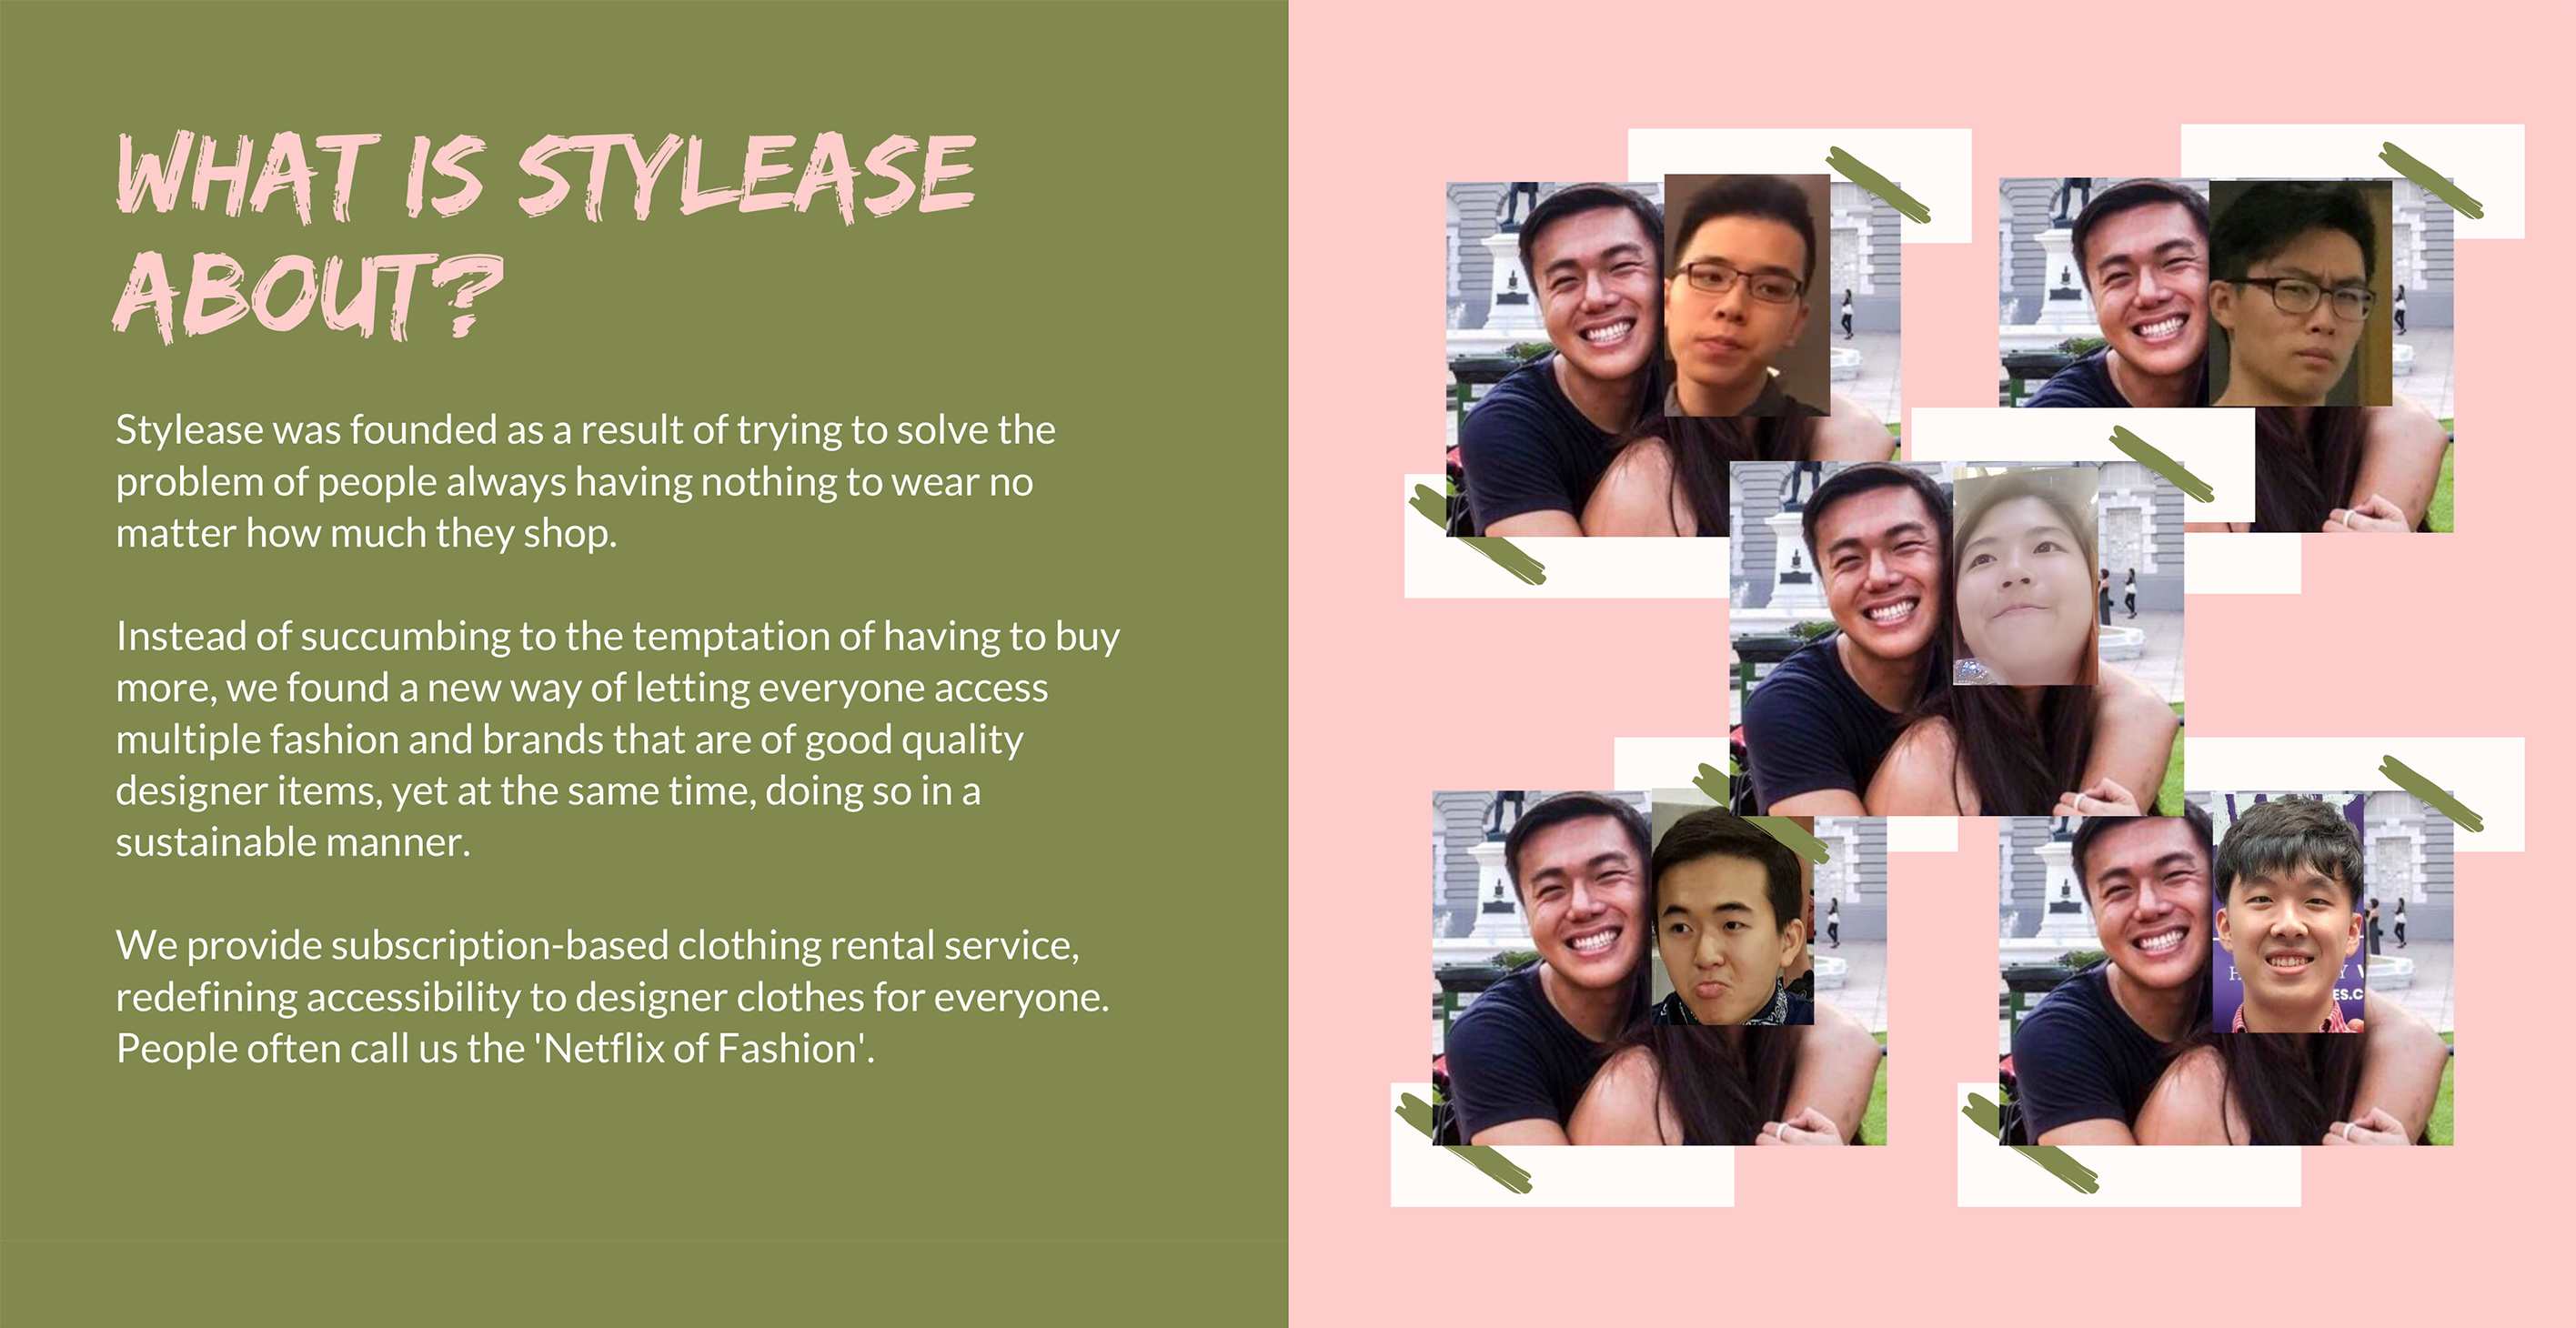 WHAT IS STYLEASE
ABOUT?
Stylease was founded as a result of trying to solve the
problem of people always having nothing to wear no
matter how much they shop.
Instead of succumbing to the temptation of having to buy
more, we found a new way of letting everyone access
multiple fashion and brands that are of good quality
designer items, yet at the same time, doing so in a
sustainable manner.
We provide subscription-based clothing rental service,
redefining accessibility to designer clothes for everyone.
People often call us the 'Netflix of Fashion'.